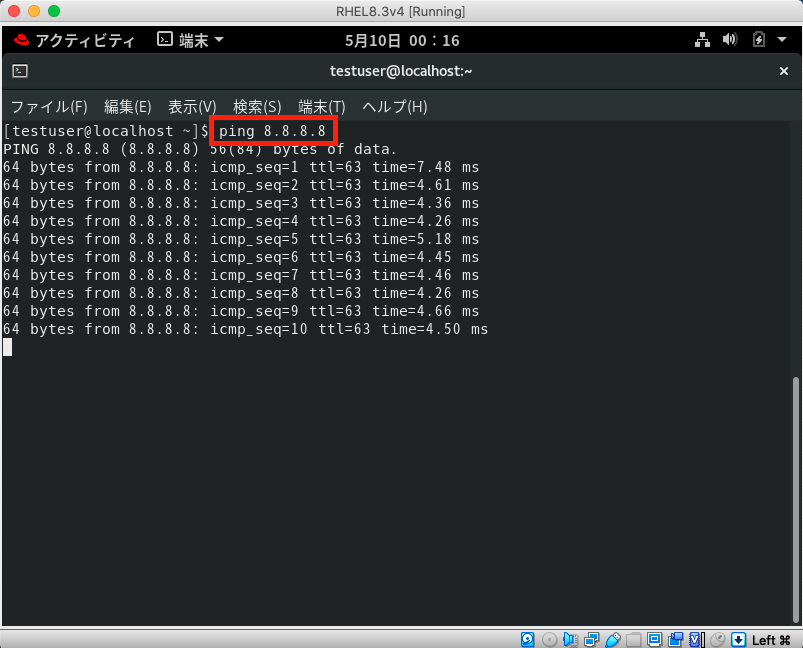 RHEL8.3v4 [Running]
アクティビティ 端末 5月10日 00：16
testuser@localhost:~
ファイル(F) 編集(E) 表示(V) 検索(S) 端末(T) ヘルプ(H)
[testuser@localhost ~]$ ping 8.8.8.8
PING 8.8.8.8 (8.8.8.8) 56(84) bytes of data.
64 bytes from 8.8.8.8: icmp_seq=1 ttl=63 time=7.48 ms
64 bytes from 8.8.8.8: icmp_seq=2 ttl=63 time=4.61 ms
64 bytes from 8.8.8.8: icmp_seq=3 ttl=63 time=4.36 ms
64 bytes from 8.8.8.8: icmp_seq=4 ttl=63 time=4.26 ms
64 bytes from 8.8.8.8: icmp_seq=5 ttl=63 time=5.18 ms
64 bytes from 8.8.8.8: icmp_seq=6 ttl=63 time=4.45 ms
64 bytes from 8.8.8.8: icmp_seq=7 ttl=63 time=4.46 ms
64 bytes from 8.8.8.8: icmp_seq=8 ttl=63 time=4.26 ms
64 bytes from 8.8.8.8: icmp_seq=9 ttl=63 time=4.66 ms
64 bytes from 8.8.8.8: icmp_seq=10 ttl=63 time=4.50 ms
Left ⌘